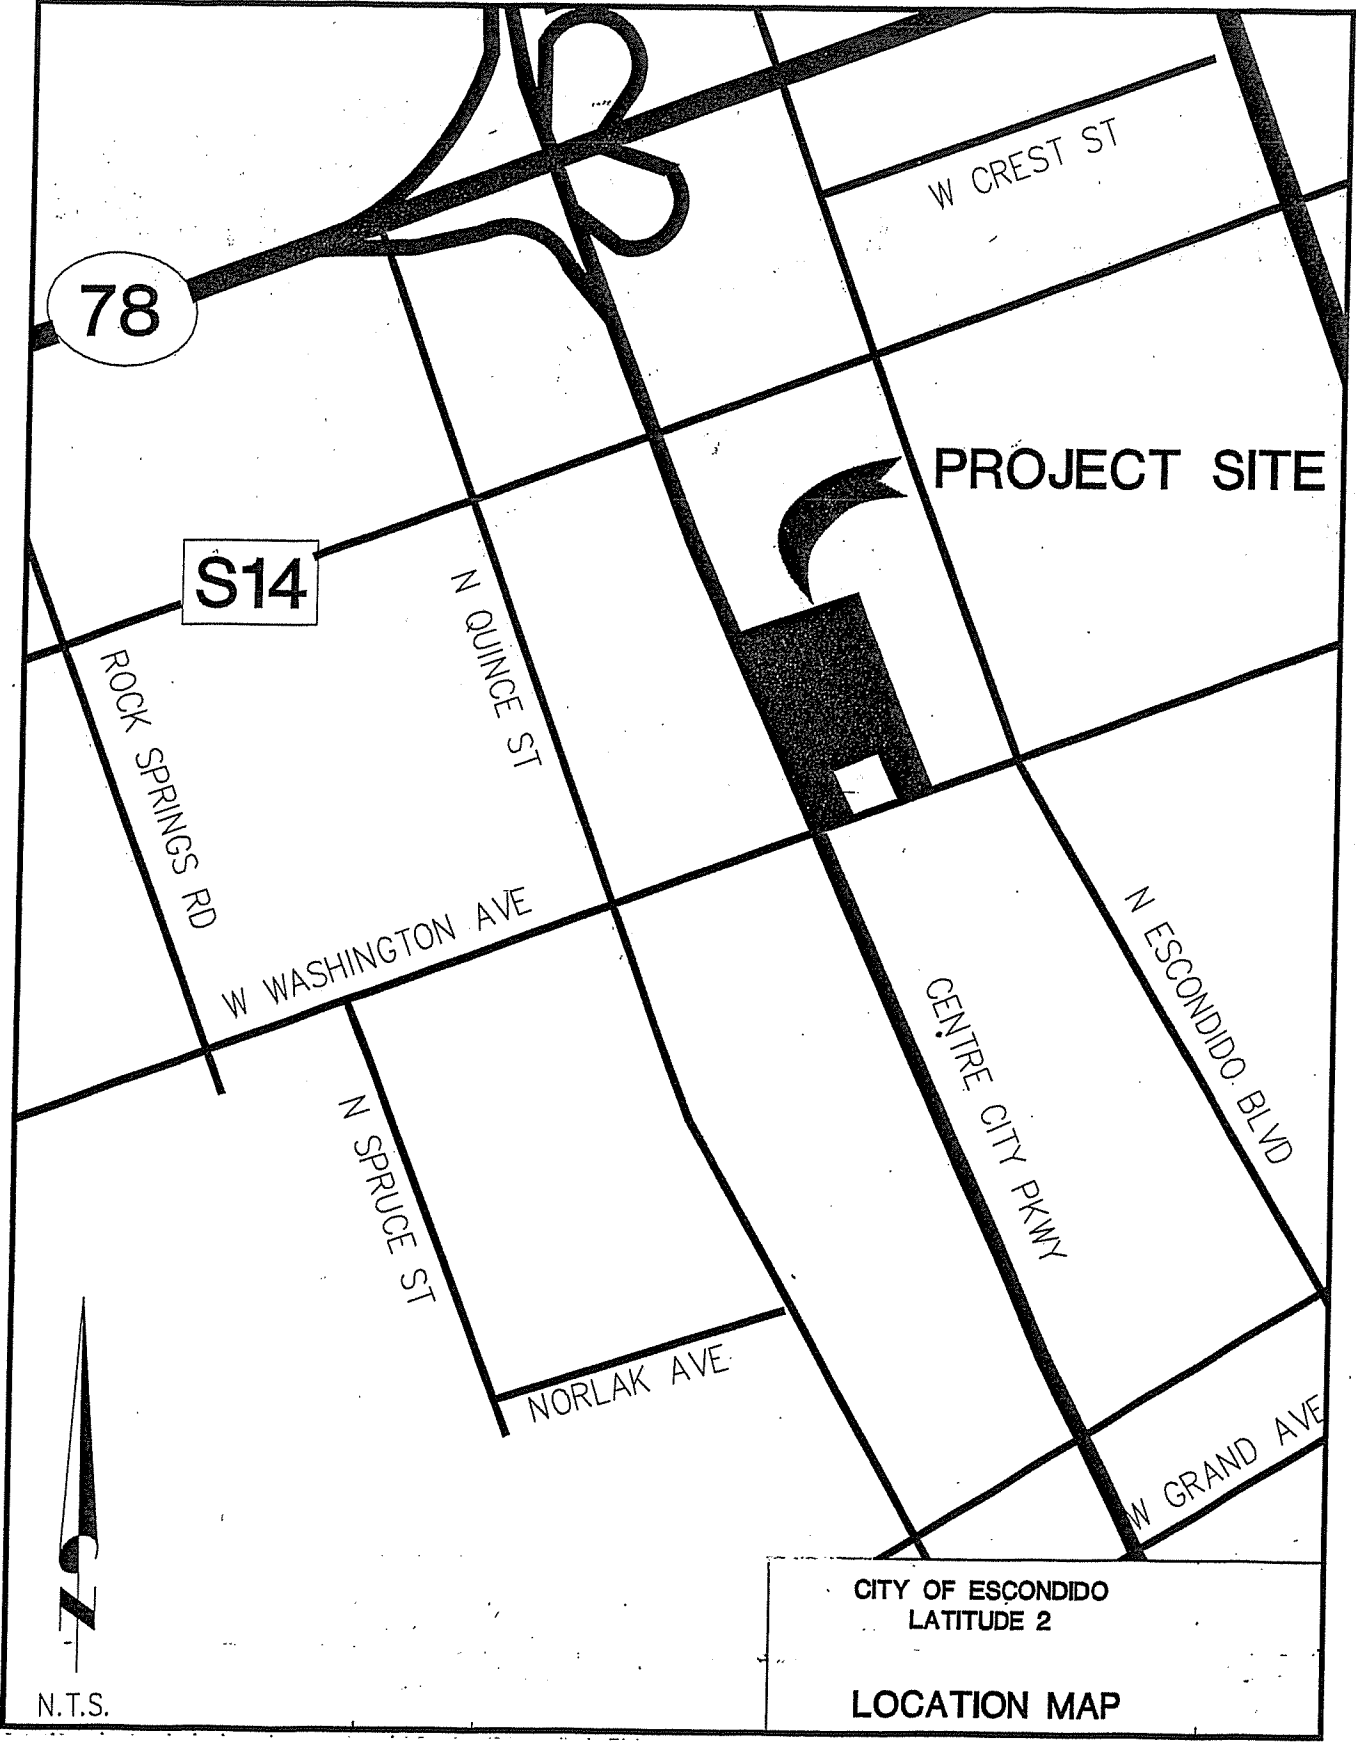 W CREST ST
78
PROJECT SITE
S14
N QUINCE ST
ROCK SPRINGS RD
W WASHINGTON AVE
N ESCONDIDO BLVD
CENTRE CITY PKWY
N SPRUCE ST
NORLAK AVE
W GRAND AVE
N
CITY OF ESCONDIDO
LATITUDE 2
LOCATION MAP
N.T.S.